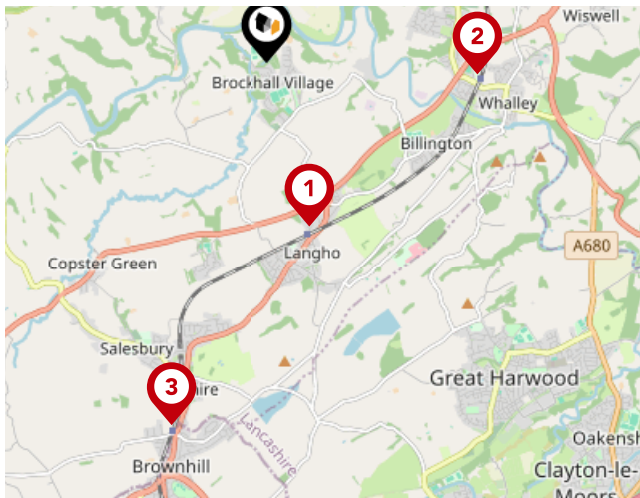 Wiswell
2
Brockhall Village
Whalley
Billington
1
A680
Langho
Copster Green
Salesbury
3
hire
Great Harwood
Lancashire
Oakensh
Brownhill
Clayton-le-
Moors